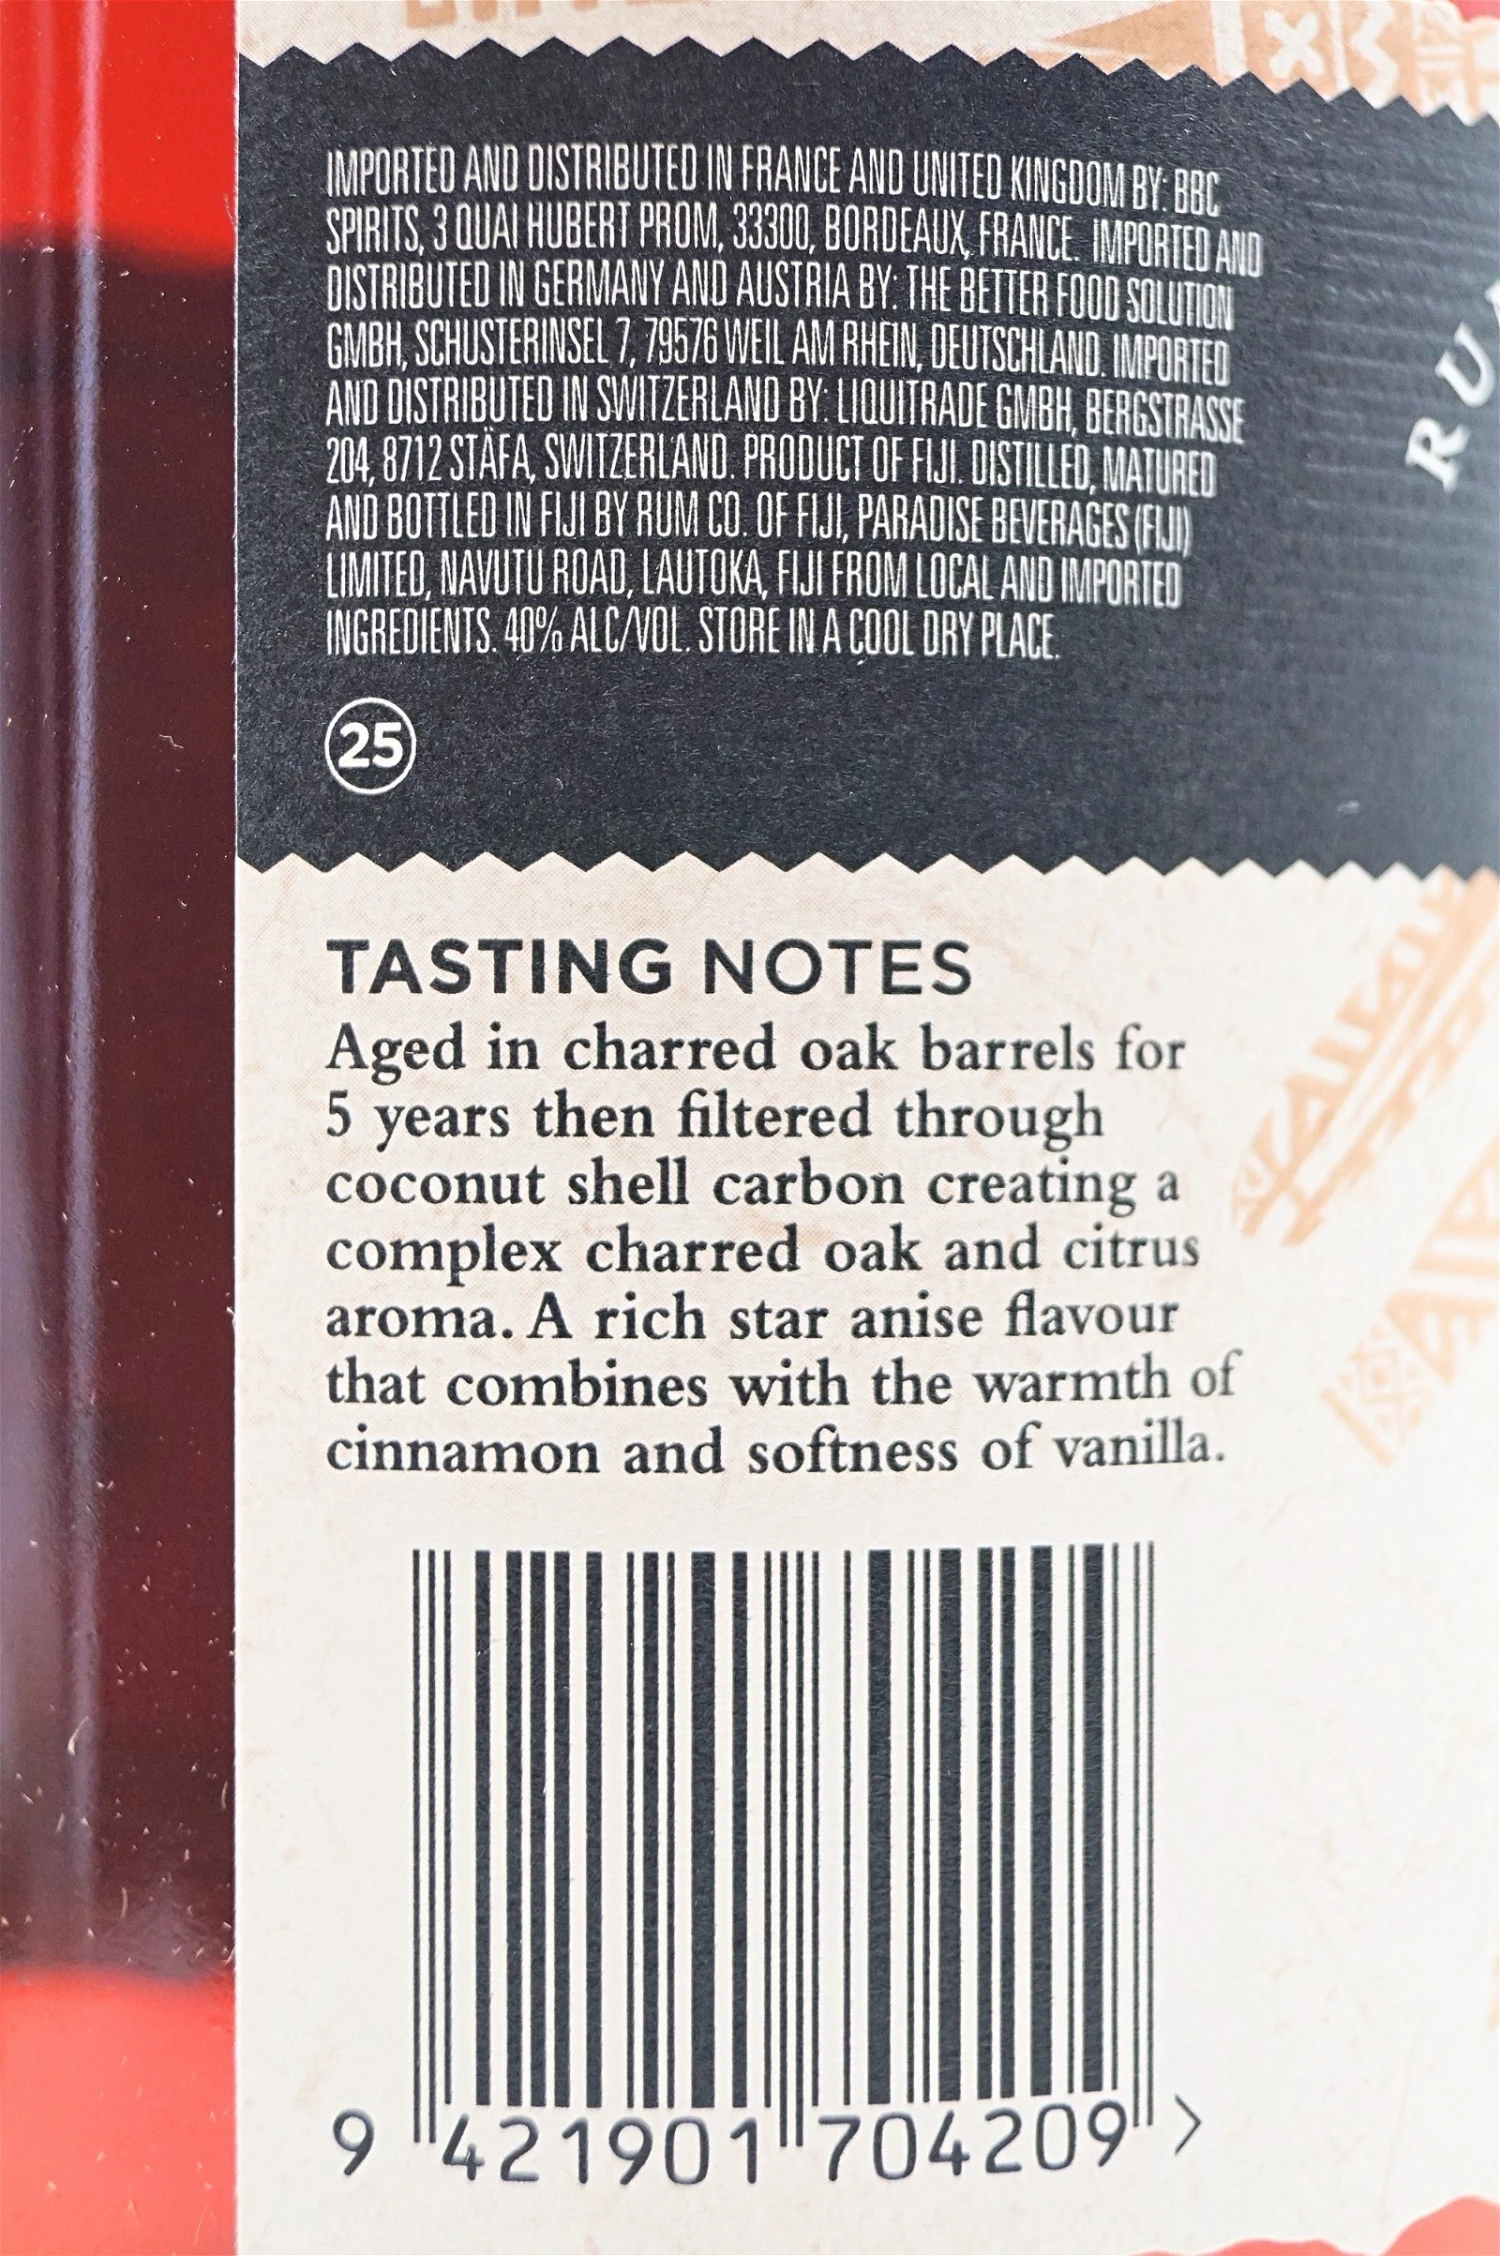 IMPORTED AND DISTRIBUTED IN FRANCE AND UNITED KINGDOM BY: BBC
SPIRITS, 3 QUAI HUBERT PROM, 33300, BORDEAUX, FRANCE. IMPORTED AND
DISTRIBUTED IN GERMANY AND AUSTRIA BY: THE BETTER FOOD SOLUTION
GMBH, SCHUSTERINSEL 7, 79576 WEIL AM RHEIN, DEUTSCHLAND. IMPORTED
AND DISTRIBUTED IN SWITZERLAND BY: LIQUITRADE GMBH, BERGSTRASSE
204, 8712 STÄFA, SWITZERLAND. PRODUCT OF FIJI. DISTILLED, MATURED
AND BOTTLED IN FIJI BY RUM CO. OF FIJI, PARADISE BEVERAGES (FIJI)
LIMITED, NAVUTU ROAD, LAUTOKA, FIJI FROM LOCAL AND IMPORTED
INGREDIENTS. 40% ALC/VOL. STORE IN A COOL DRY PLACE.
25
TASTING NOTES
Aged in charred oak barrels for
5 years then filtered through
coconut shell carbon creating a
complex charred oak and citrus
aroma. A rich star anise flavour
that combines with the warmth of
cinnamon and softness of vanilla.
9 421901 704209 >